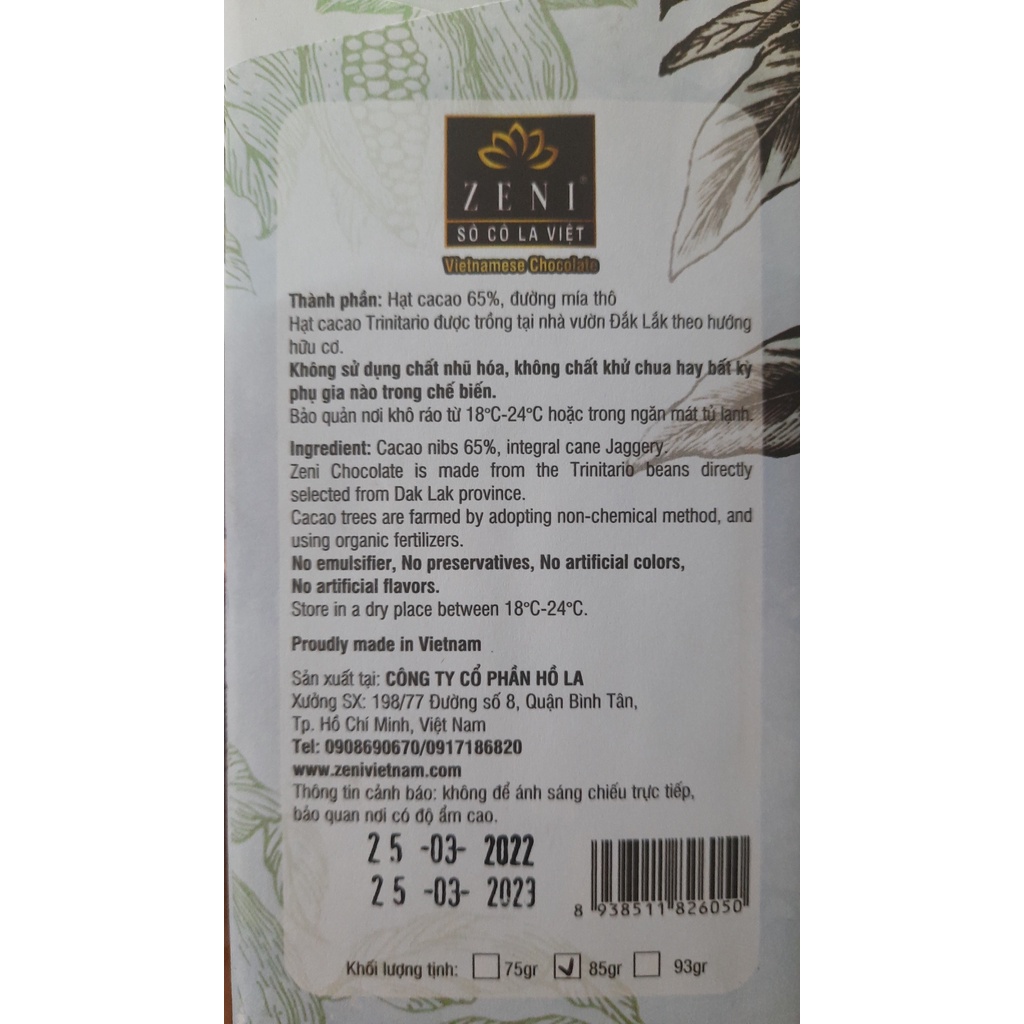 ZENI®
SÔ CÔ LA VIỆT
Vietnamese Chocolate
Thành phần: Hạt cacao 65%, đường mía thô
Hạt cacao Trinitario được trồng tại nhà vườn Đắk Lắk theo hướng
hữu cơ.
Không sử dụng chất nhũ hóa, không chất khử chua hay bất kỳ
phụ gia nào trong chế biến.
Bảo quản nơi khô ráo từ 18°C-24°C hoặc trong ngăn mát tủ lạnh.
Ingredient: Cacao nibs 65%, integral cane Jaggery.
Zeni Chocolate is made from the Trinitario beans directly
selected from Dak Lak province.
Cacao trees are farmed by adopting non-chemical method, and
using organic fertilizers.
No emulsifier, No preservatives, No artificial colors,
No artificial flavors.
Store in a dry place between 18°C-24°C.
Proudly made in Vietnam
Sản xuất tại: CÔNG TY CỔ PHẦN HỒ LA
Xưởng SX: 198/77 Đường số 8, Quận Bình Tân,
Tp. Hồ Chí Minh, Việt Nam
Tel: 0908690670/0917186820
www.zenivietnam.com
Thông tin cảnh báo: không để ánh sáng chiếu trực tiếp,
bảo quan nơi có độ ẩm cao.
25 -03- 2022
25 -03- 2023
8 938511 826050
Khối lượng tịnh: 75gr ✓ 85gr 93gr